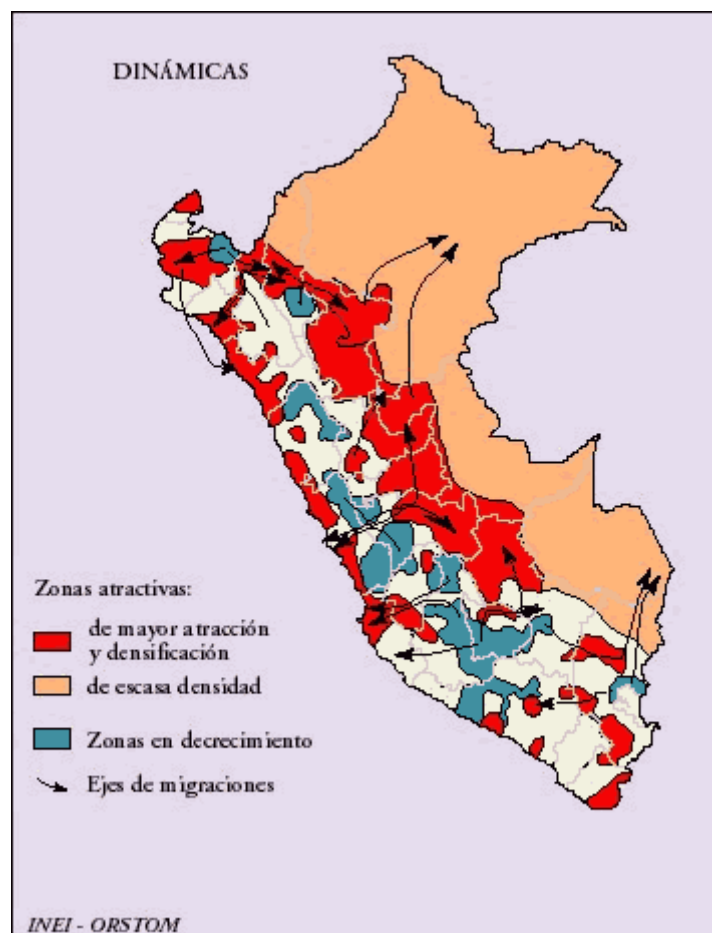 DINÁMICAS
Zonas atractivas:
de mayor atracción
y densificación
de escasa densidad
Zonas en decrecimiento
Ejes de migraciones
INEI - ORSTOM